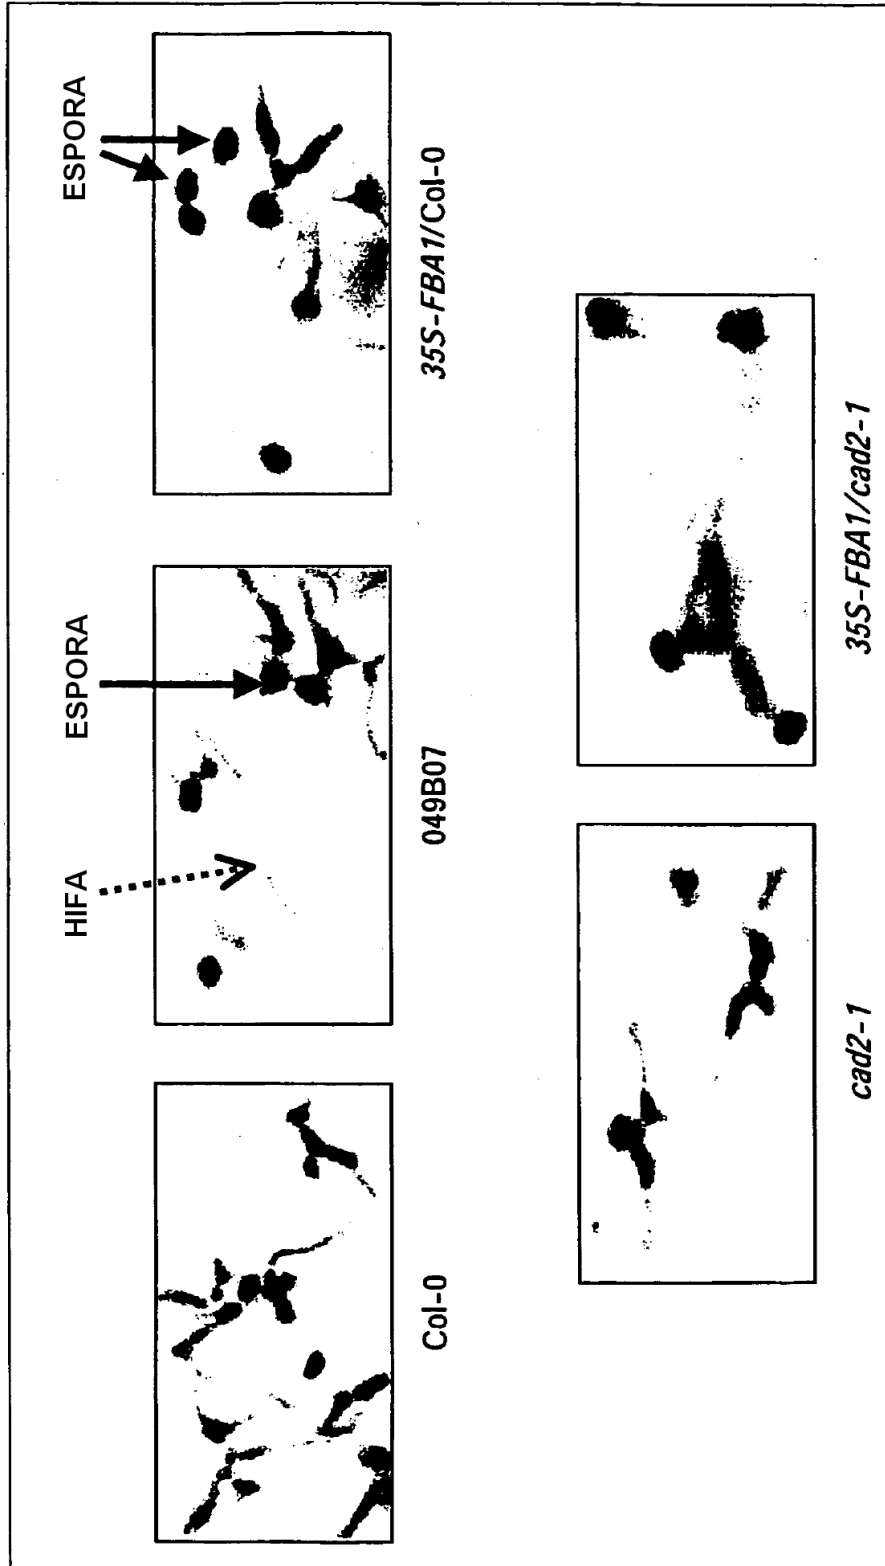 HIFA
ESPORA
ESPORA
Col-0
049B07
35S-FBA1/Col-0
cad2-1
35S-FBA1/cad2-1